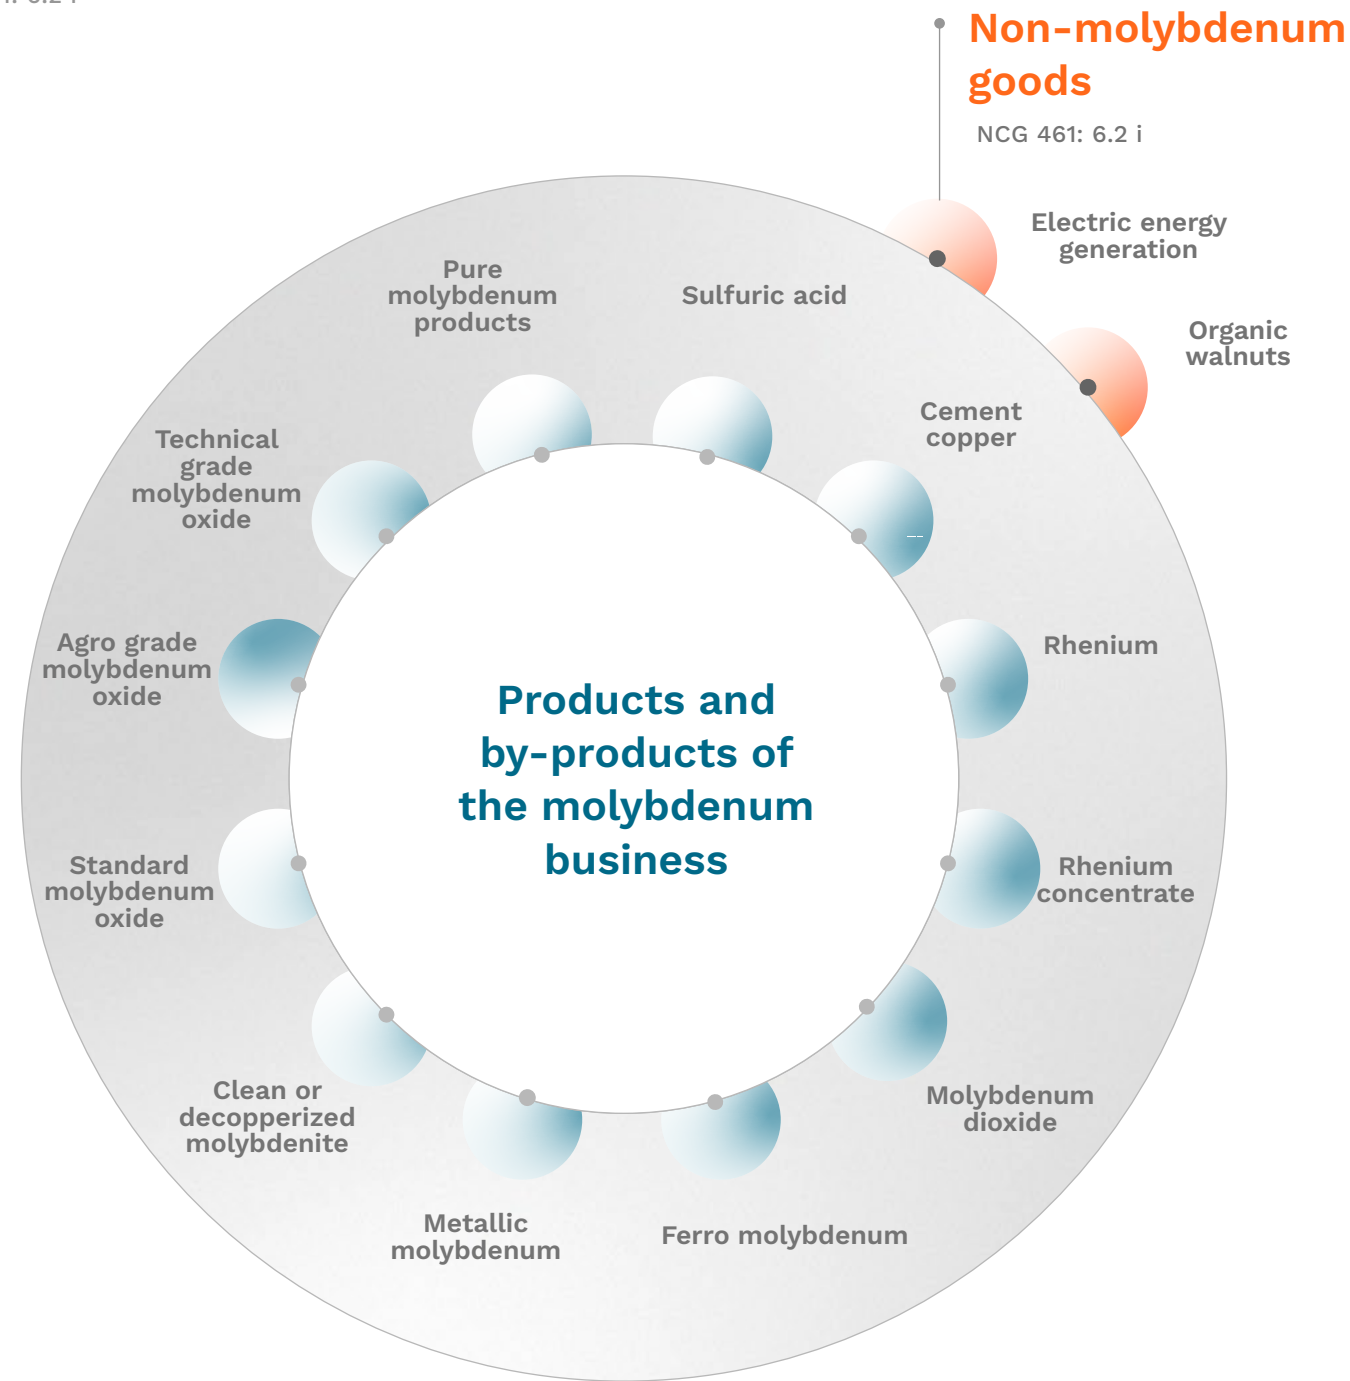 Non-molybdenum
goods
NCG 461: 6.2 i
Electric energy
generation
Organic
walnuts
Pure
molybdenum
products
Sulfuric acid
Cement
copper
Technical
grade
molybdenum
oxide
Rhenium
Agro grade
molybdenum
oxide
Products and
by-products of
the molybdenum
business
Rhenium
concentrate
Standard
molybdenum
oxide
Molybdenum
dioxide
Clean or
decopperized
molybdenite
Metallic
molybdenum
Ferro molybdenum